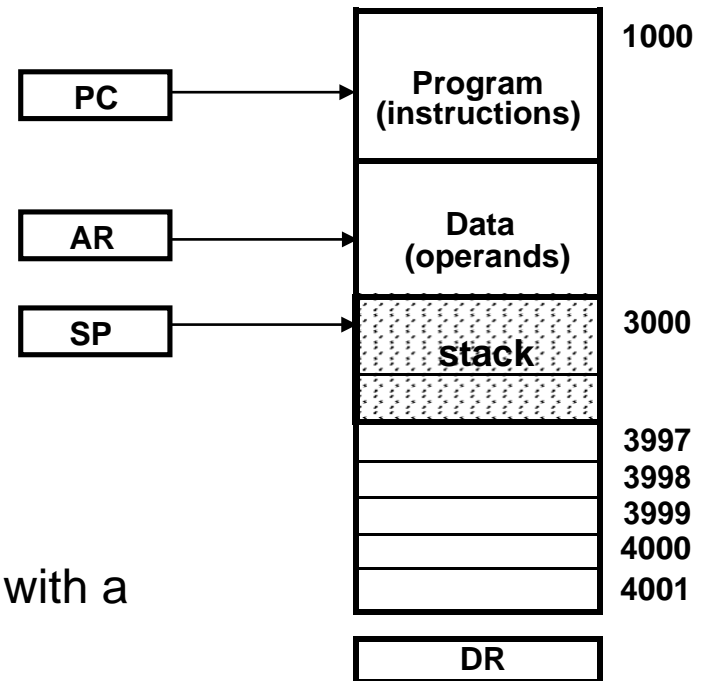 1000
Program
(instructions)
PC
Data
(operands)
AR
3000
SP
stack
3997
3998
3999
4000
4001
with a
DR